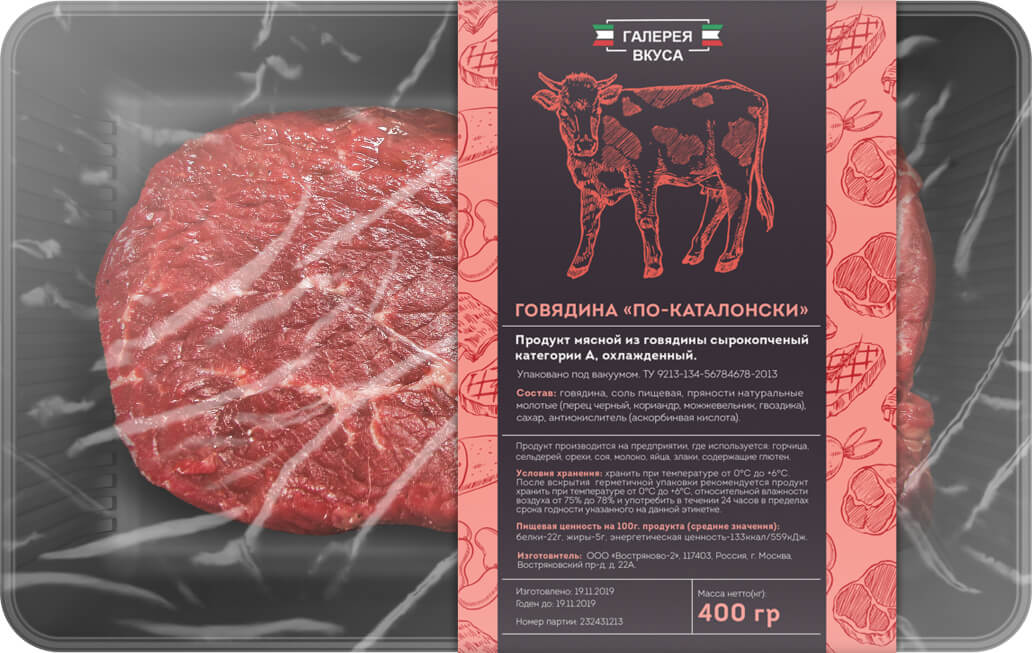 ГАЛЕРЕЯ
ВКУСА
ГОВЯДИНА «ПО-КАТАЛОНСКИ»
Продукт мясной из говядины сырокопченый
категории А, охлажденный.
Упаковано под вакуумом. ТУ 9213-134-56784678-2013
Состав: говядина, соль пищевая, пряности натуральные
молотые (перец черный, кориандр, можжевельник, гвоздика),
сахар, антиокислитель (аскорбинвая кислота).
Продукт производится на предприятии, где используется: горчица,
сельдерей, орехи, соя, молоко, яйца, злаки, содержащие глютен.
Условия хранения: хранить при температуре от 0°С до +6°С.
После вскрытия герметичной упаковки рекомендуется продукт
хранить при температуре от 0°С до +6°С, относительной влажности
воздуха от 75% до 78% и употребить в течении 24 часов в пределах
срока годности указанного на данной этикетке.
Пищевая ценность на 100г. продукта (средние значения):
белки-22г, жиры-5г, энергетическая ценность-133ккал/559кДж.
Изготовитель: ООО «Востряково-2», 117403, Россия, г. Москва,
Востряковский пр-д, д. 22А.
Изготовлено: 19.11.2019
Годен до: 19.11.2019
Номер партии: 232431213
Масса нетто(кг):
400 гр